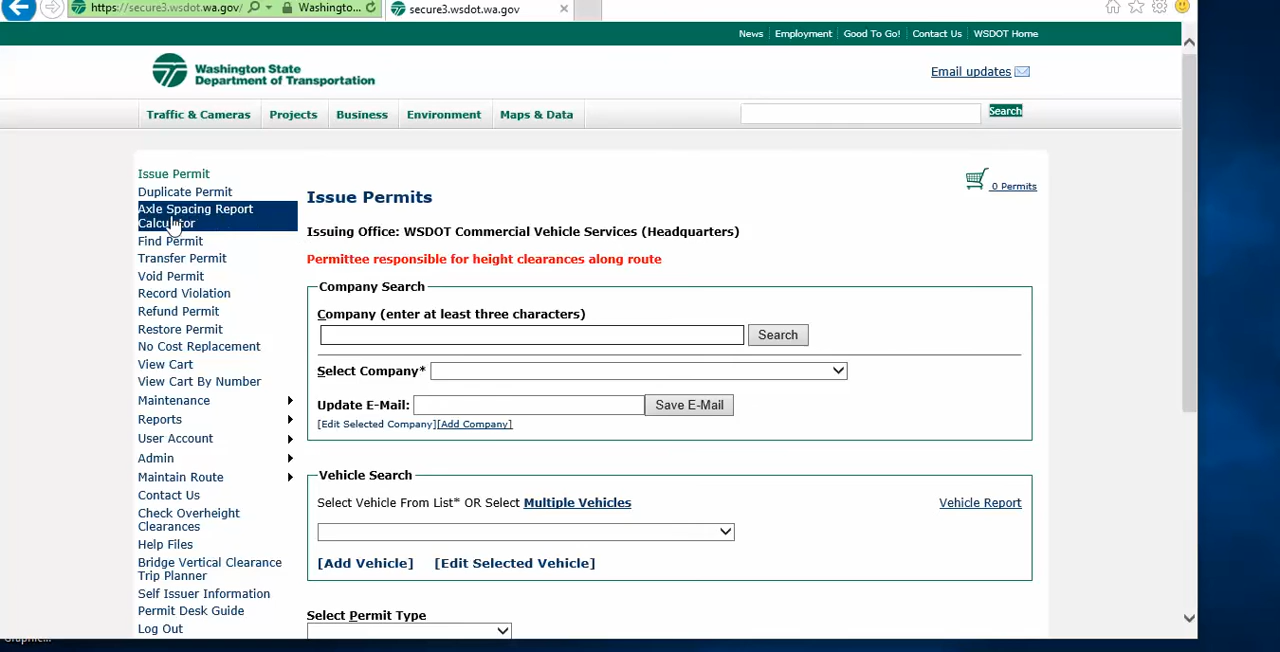 https://secure3.wsdot.wa.gov/
Washingto...
secure3.wsdot.wa.gov
News
Employment
Good To Go!
Contact Us
WSDOT Home
Washington State
Department of Transportation
Email updates
Traffic & Cameras
Projects
Business
Environment
Maps & Data
Search
Issue Permit
Duplicate Permit
Axle Spacing Report
Calculator
Find Permit
Transfer Permit
Void Permit
Record Violation
Refund Permit
Restore Permit
No Cost Replacement
View Cart
View Cart By Number
Maintenance
Reports
User Account
Admin
Maintain Route
Contact Us
Check Overheight
Clearances
Help Files
Bridge Vertical Clearance
Trip Planner
Self Issuer Information
Permit Desk Guide
Log Out
0 Permits
Issue Permits
Issuing Office: WSDOT Commercial Vehicle Services (Headquarters)
Permittee responsible for height clearances along route
Company Search
Company (enter at least three characters)
Search
Select Company*
Update E-Mail:
Save E-Mail
[Edit Selected Company][Add Company]
Vehicle Search
Select Vehicle From List* OR Select Multiple Vehicles
Vehicle Report
[Add Vehicle]
[Edit Selected Vehicle]
Select Permit Type